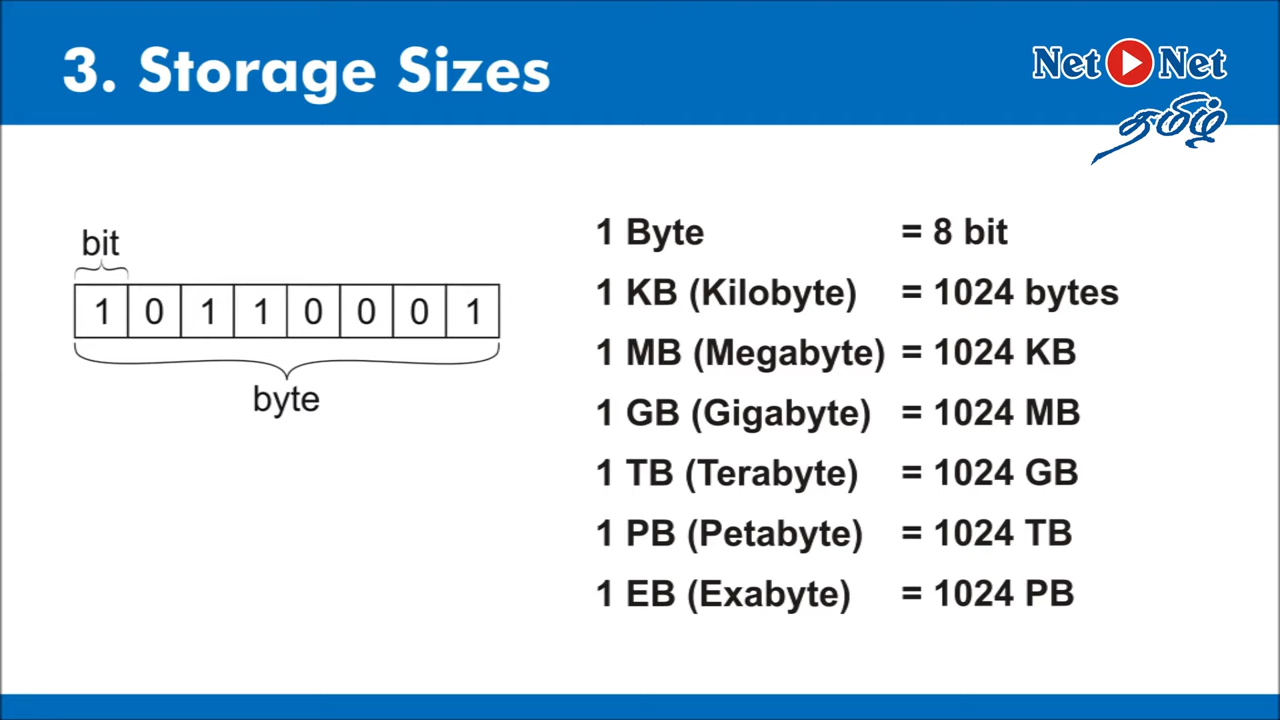 3. Storage Sizes
Net Net
தமிழ்
bit
1 0 1 1 0 0 0 1
byte
1 Byte = 8 bit
1 KB (Kilobyte) = 1024 bytes
1 MB (Megabyte) = 1024 KB
1 GB (Gigabyte) = 1024 MB
1 TB (Terabyte) = 1024 GB
1 PB (Petabyte) = 1024 TB
1 EB (Exabyte) = 1024 PB